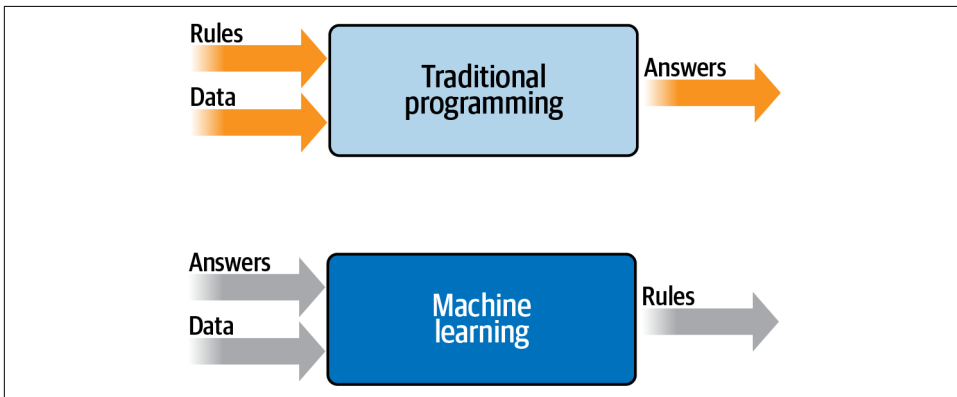 Rules
Data
Traditional
programming
Answers
Answers
Data
Machine
learning
Rules